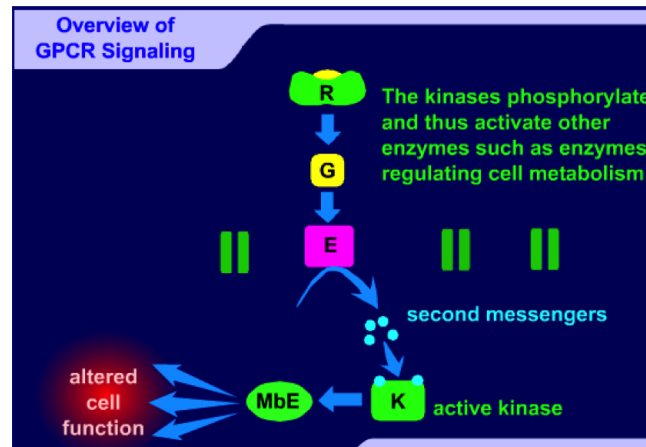 Overview of
GPCR Signaling
R
The kinases phosphorylate
and thus activate other
enzymes such as enzymes
regulating cell metabolism
G
E
second messengers
altered
cell
function
MbE
K
active kinase